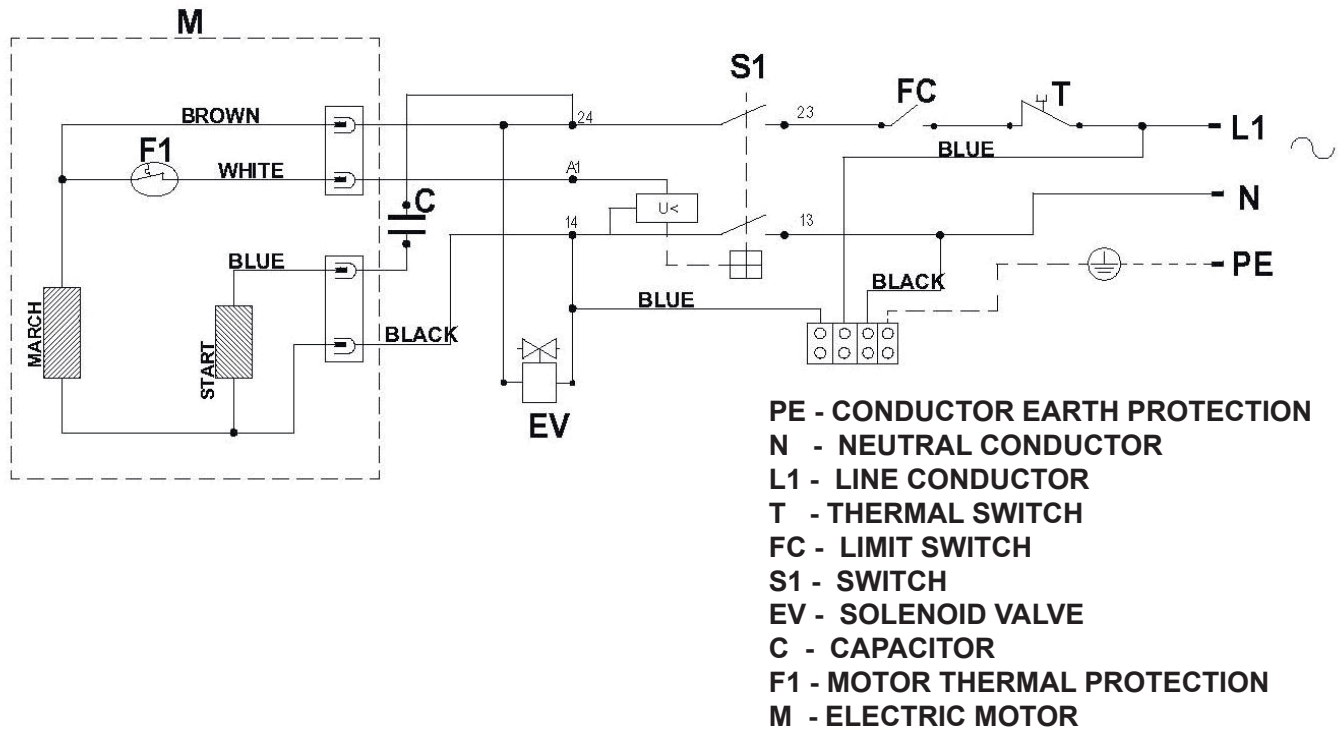 M
S1
FC
T
BROWN
24
23
L1
F1
WHITE
BLUE
A1
C
U<
N
14
13
BLUE
PE
BLACK
BLUE
MARCH
START
BLACK
EV
PE - CONDUCTOR EARTH PROTECTION
N - NEUTRAL CONDUCTOR
L1 - LINE CONDUCTOR
T - THERMAL SWITCH
FC - LIMIT SWITCH
S1 - SWITCH
EV - SOLENOID VALVE
C - CAPACITOR
F1 - MOTOR THERMAL PROTECTION
M - ELECTRIC MOTOR